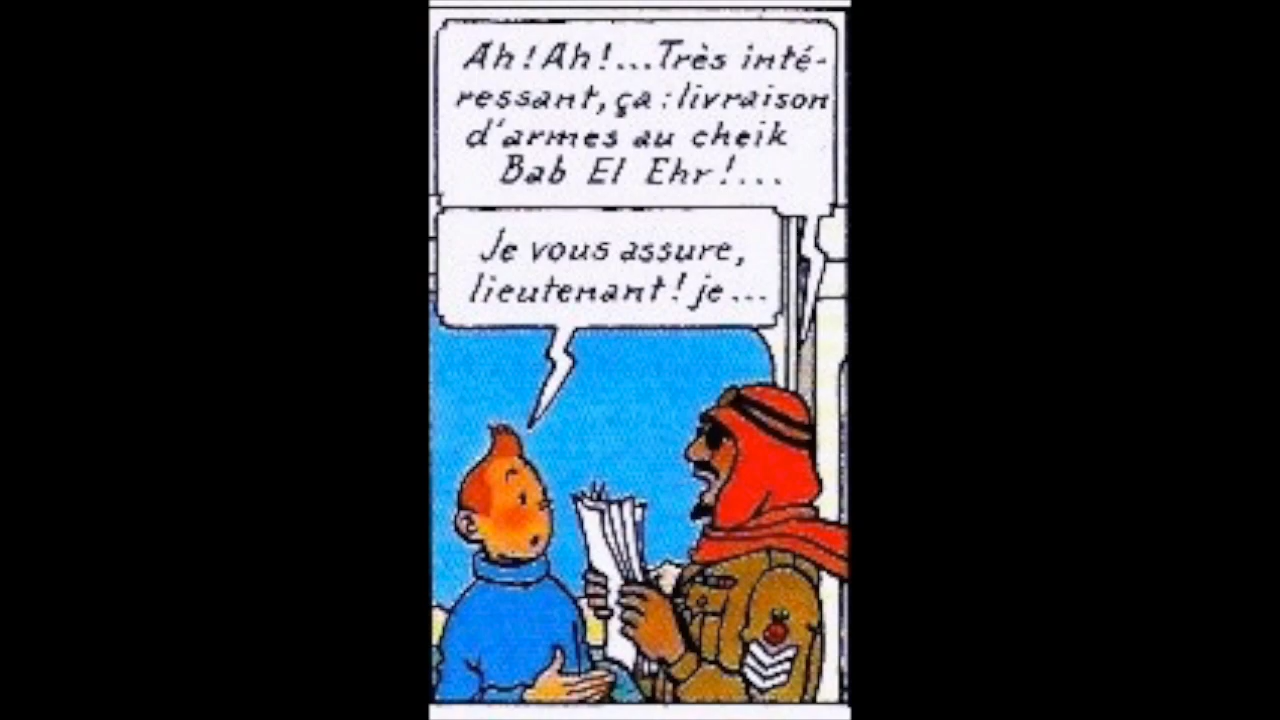 Ah! Ah!...Très inté-
ressant, ça : livraison
d'armes au cheik
Bab El Ehr!...
Je vous assure,
lieutenant! je...